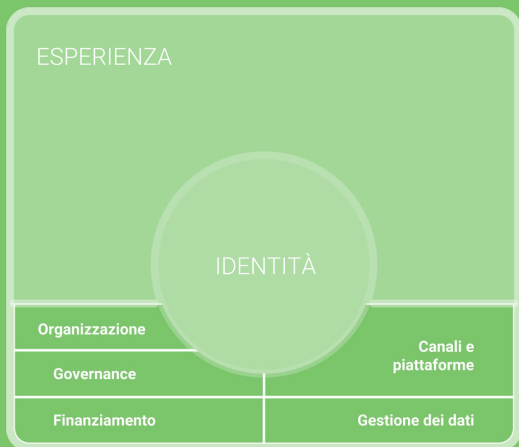 ESPERIENZA
IDENTITÀ
Organizzazione
Governance
Finanziamento
Canali e
piattaforme
Gestione dei dati